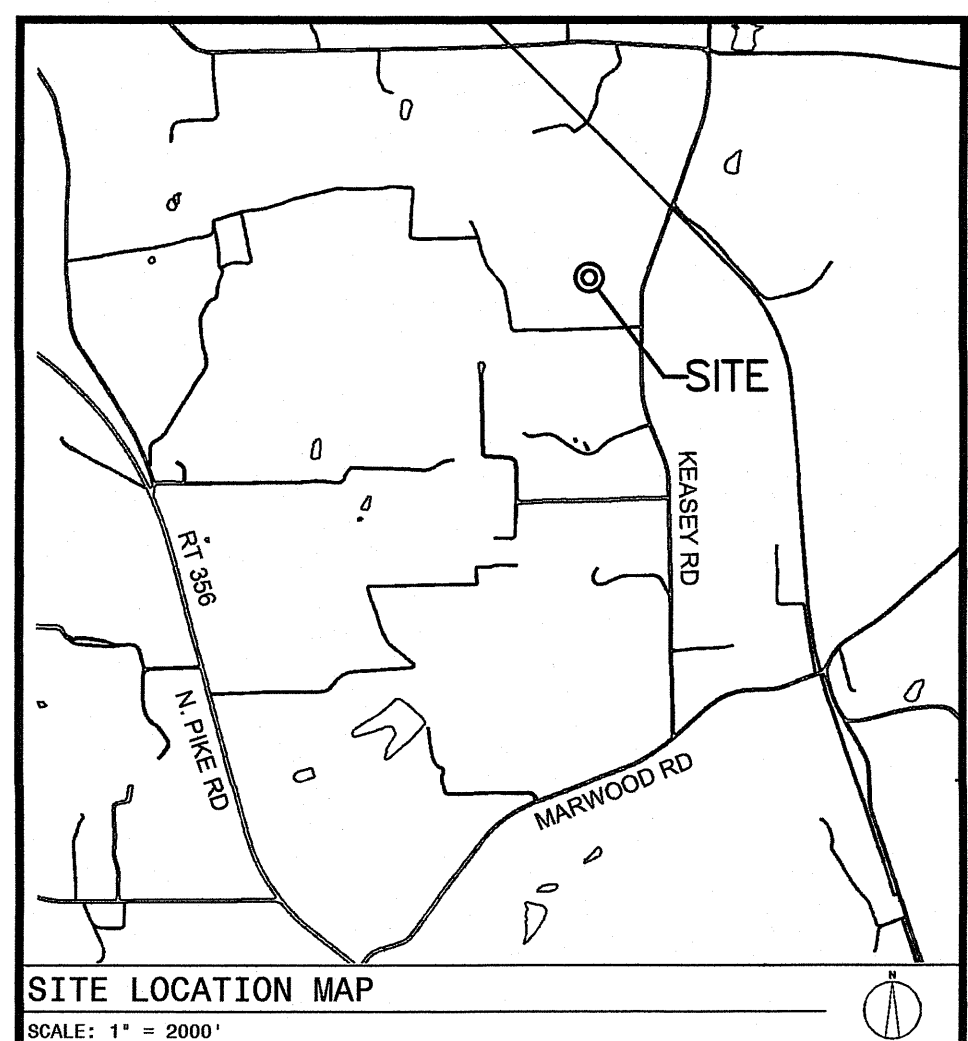 SITE
KEASEY RD
RT 356
N. PIKE RD
MARWOOD RD
SITE LOCATION MAP
N
SCALE: 1" = 2000'